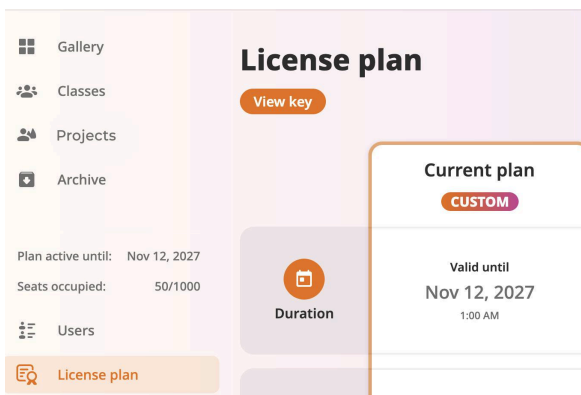 Gallery
Classes
Projects
Archive
Plan active until: Nov 12, 2027
Seats occupied: 50/1000
Users
License plan
License plan
View key
Current plan
CUSTOM
Duration
Valid until
Nov 12, 2027
1:00 AM